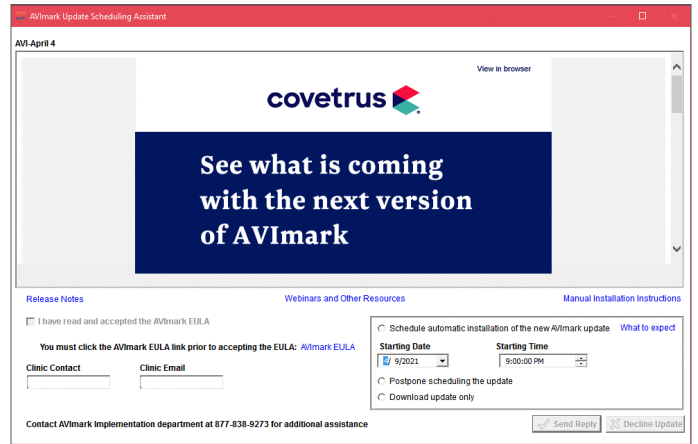 AVImark Update Scheduling Assistant
AVI-April 4
View in browser
covetrus
See what is coming
with the next version
of AVImark
Release Notes
Webinars and Other Resources
Manual Installation Instructions
I have read and accepted the AVImark EULA
You must click the AVImark EULA link prior to accepting the EULA: AVImark EULA
Clinic Contact
Clinic Email
Schedule automatic installation of the new AVImark update
What to expect
Starting Date
Starting Time
4/ 9/2021
9:00:00 PM
Postpone scheduling the update
Download update only
Contact AVImark Implementation department at 877-838-9273 for additional assistance
Send Reply
Decline Update